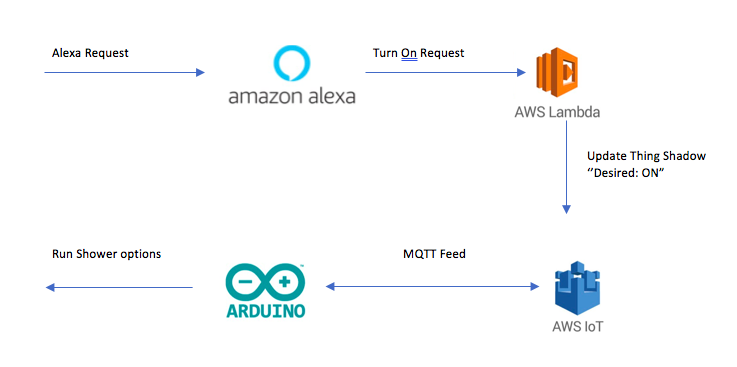 Alexa Request
Turn On Request
amazon alexa
AWS Lambda
Update Thing Shadow
“Desired: ON”
Run Shower options
MQTT Feed
ARDUINO
AWS IoT